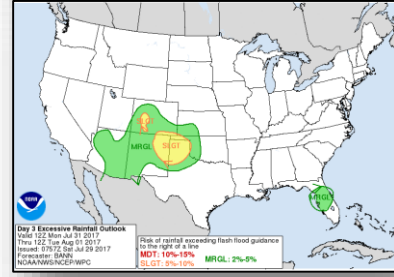 SLGT
MRGL
SLGT
MRGL
NOAA
Day 3 Excessive Rainfall Outlook
Valid 12Z Mon Jul 31 2017
Thru 12Z Tue Aug 01 2017
Issued: 0757Z Sat Jul 29 2017
Forecaster: BANN
NOAA/NWS/NCEP/WPC
Risk of rainfall exceeding flash flood guidance
to the right of a line
MDT: 10%-15%
SLGT: 5%-10%
MRGL: 2%-5%